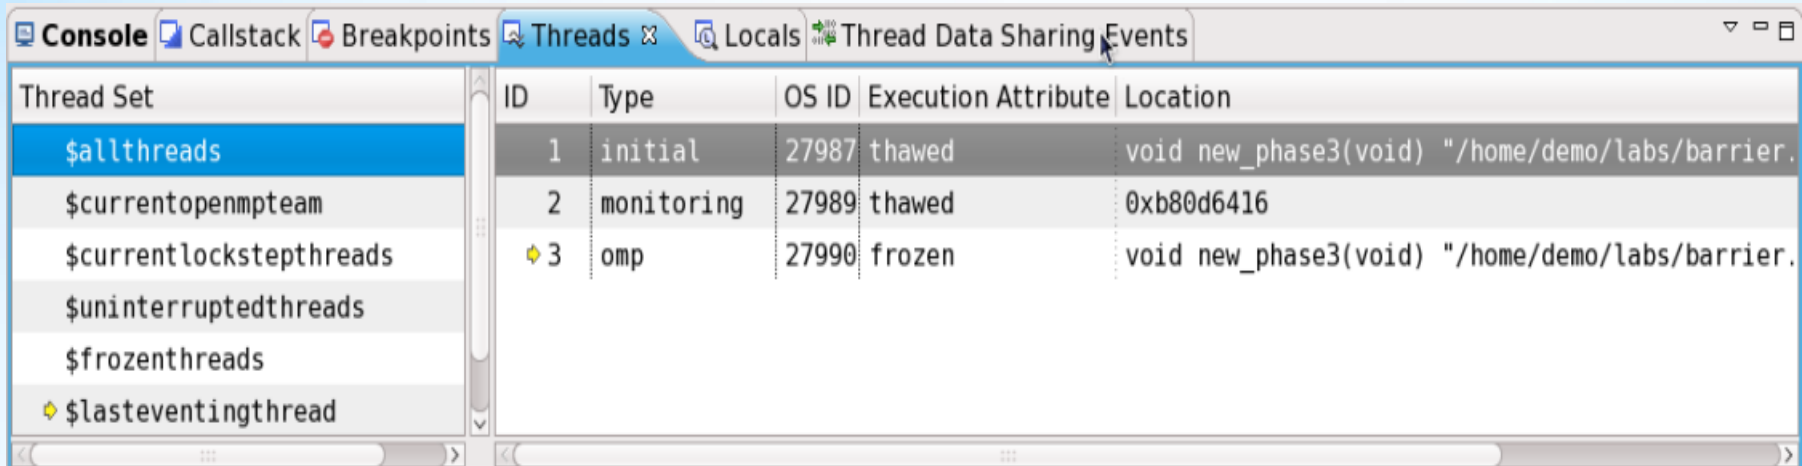 Console Callstack Breakpoints Threads Locals Thread Data Sharing Events
Thread Set ID Type OS ID Execution Attribute Location
$allthreads 1 initial 27987 thawed void new_phase3(void) "/home/demo/labs/barrier.
$currentopenmpteam 2 monitoring 27989 thawed 0xb80d6416
$currentlockstepthreads 3 omp 27990 frozen void new_phase3(void) "/home/demo/labs/barrier.
$uninterruptedthreads
$frozenthreads
$lasteventingthread